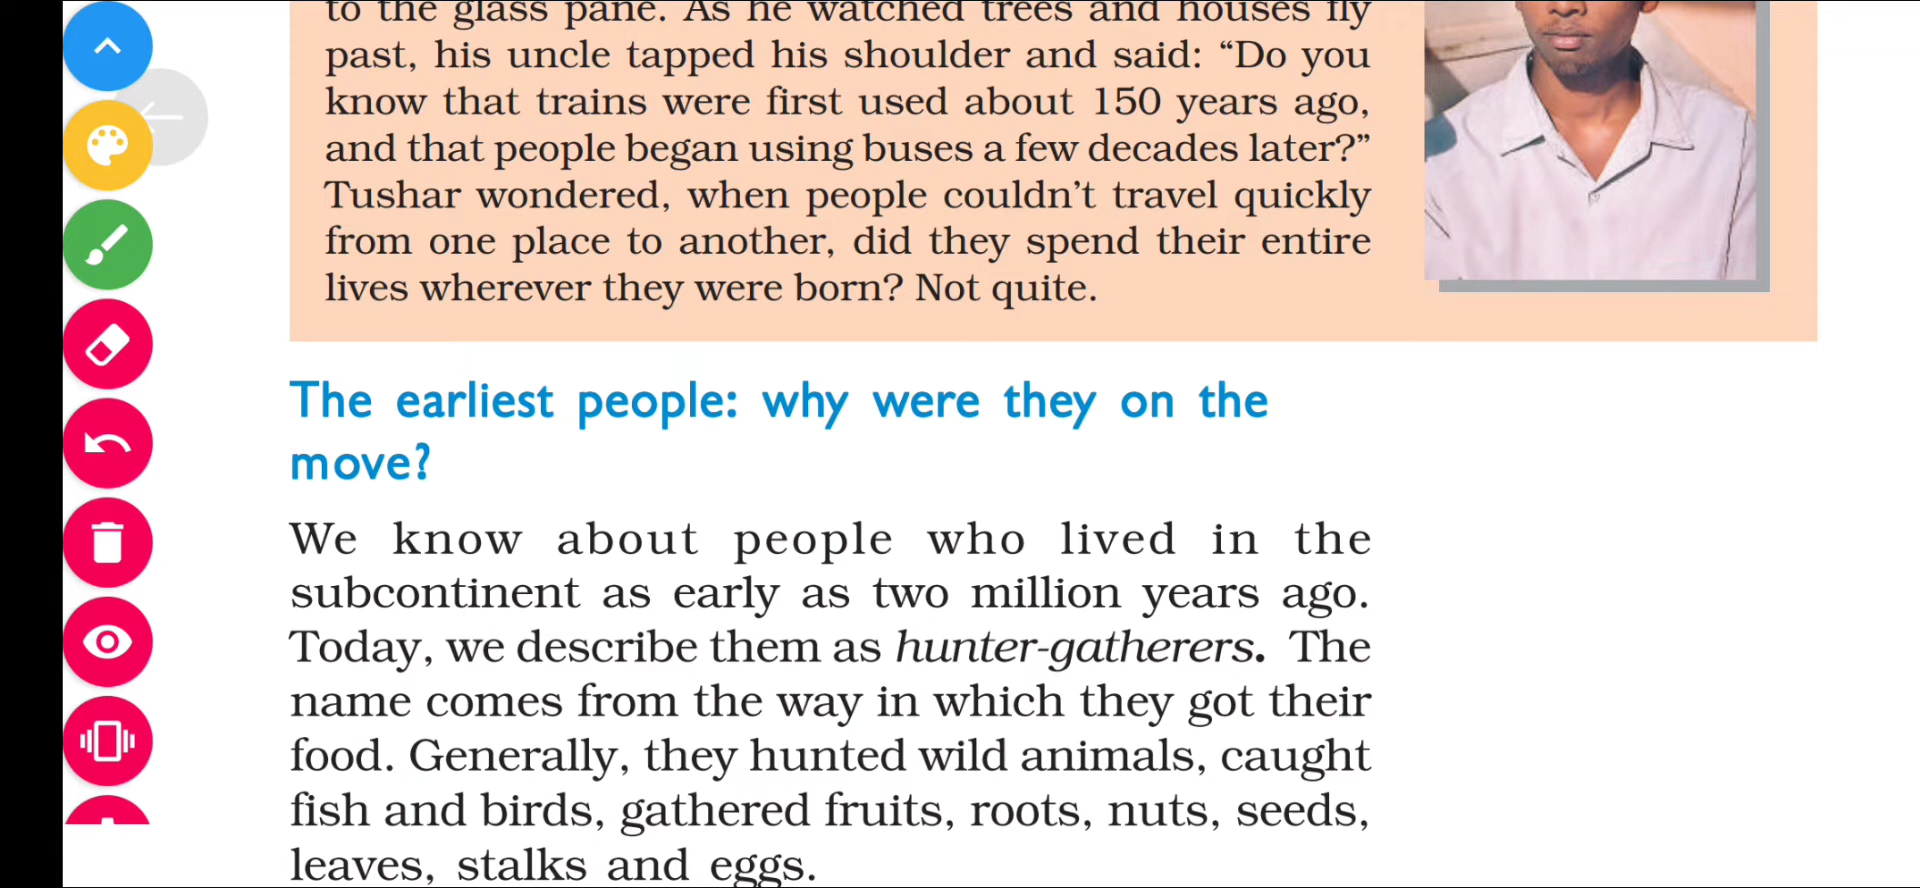 to the glass pane. As he watched trees and houses fly
past, his uncle tapped his shoulder and said: “Do you
know that trains were first used about 150 years ago,
and that people began using buses a few decades later?”
Tushar wondered, when people couldn’t travel quickly
from one place to another, did they spend their entire
lives wherever they were born? Not quite.
The earliest people: why were they on the
move?
We know about people who lived in the
subcontinent as early as two million years ago.
Today, we describe them as hunter-gatherers. The
name comes from the way in which they got their
food. Generally, they hunted wild animals, caught
fish and birds, gathered fruits, roots, nuts, seeds,
leaves, stalks and eggs.